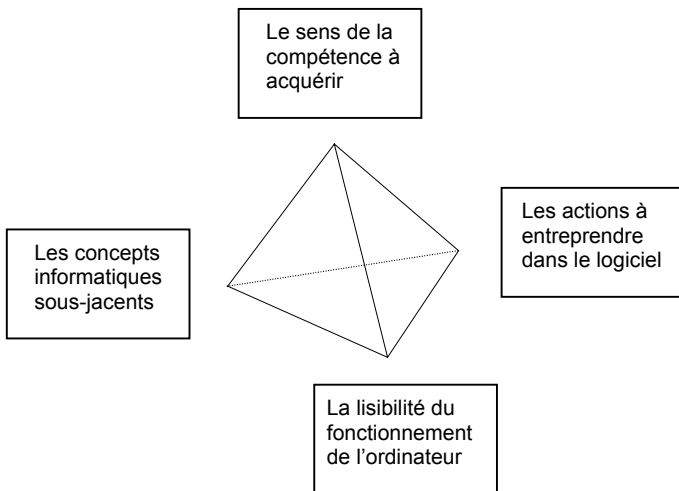 Le sens de la
compétence à
acquérir
Les actions à
entreprendre
dans le logiciel
Les concepts
informatiques
sous-jacents
La lisibilité du
fonctionnement
de l’ordinateur